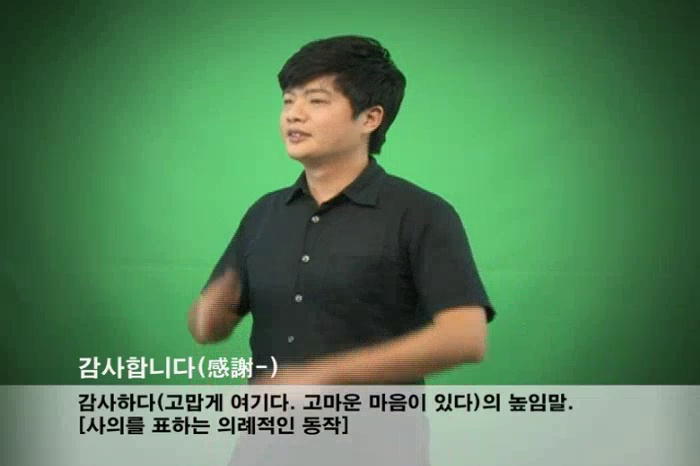 감사합니다(感謝-)
감사하다(고맙게 여기다. 고마운 마음이 있다)의 높임말.
[사의를 표하는 의례적인 동작]